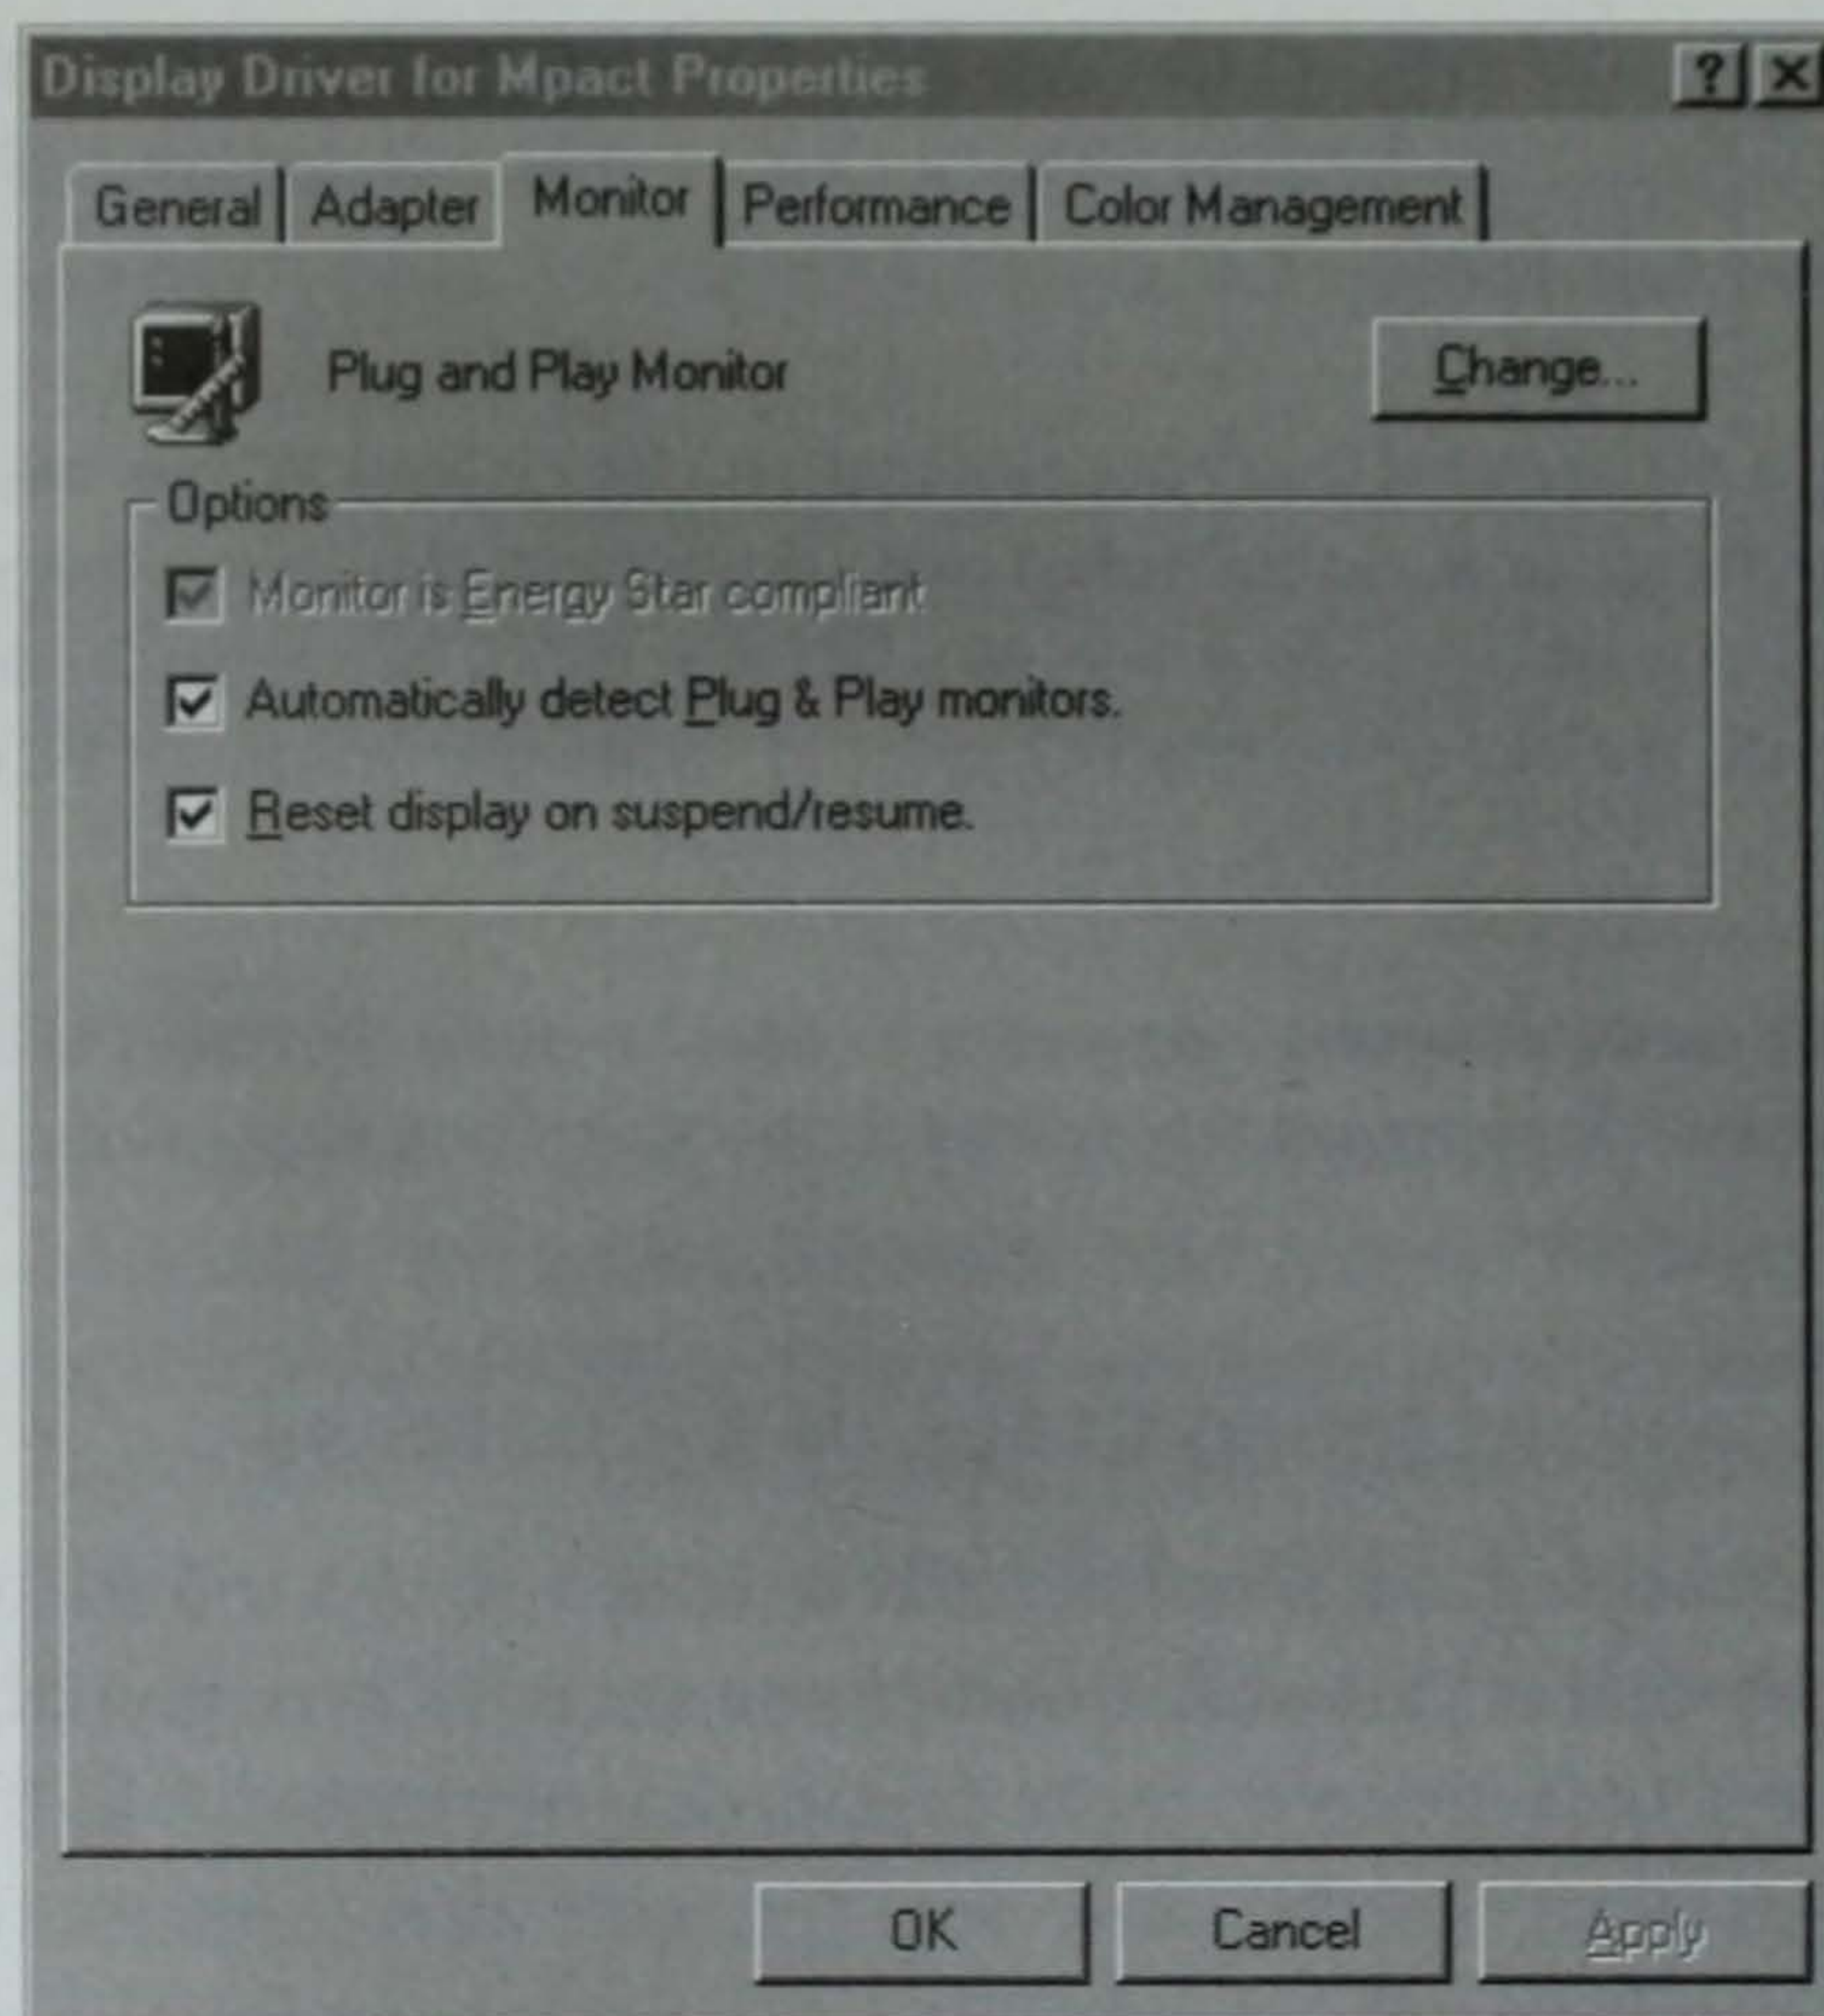 Display Driver for Mpact Properties ? X
General Adapter Monitor Performance Color Management
Plug and Play Monitor Change...
Options
Monitor is Energy Star compliant
Automatically detect Plug & Play monitors.
Reset display on suspend/resume.
OK Cancel Apply